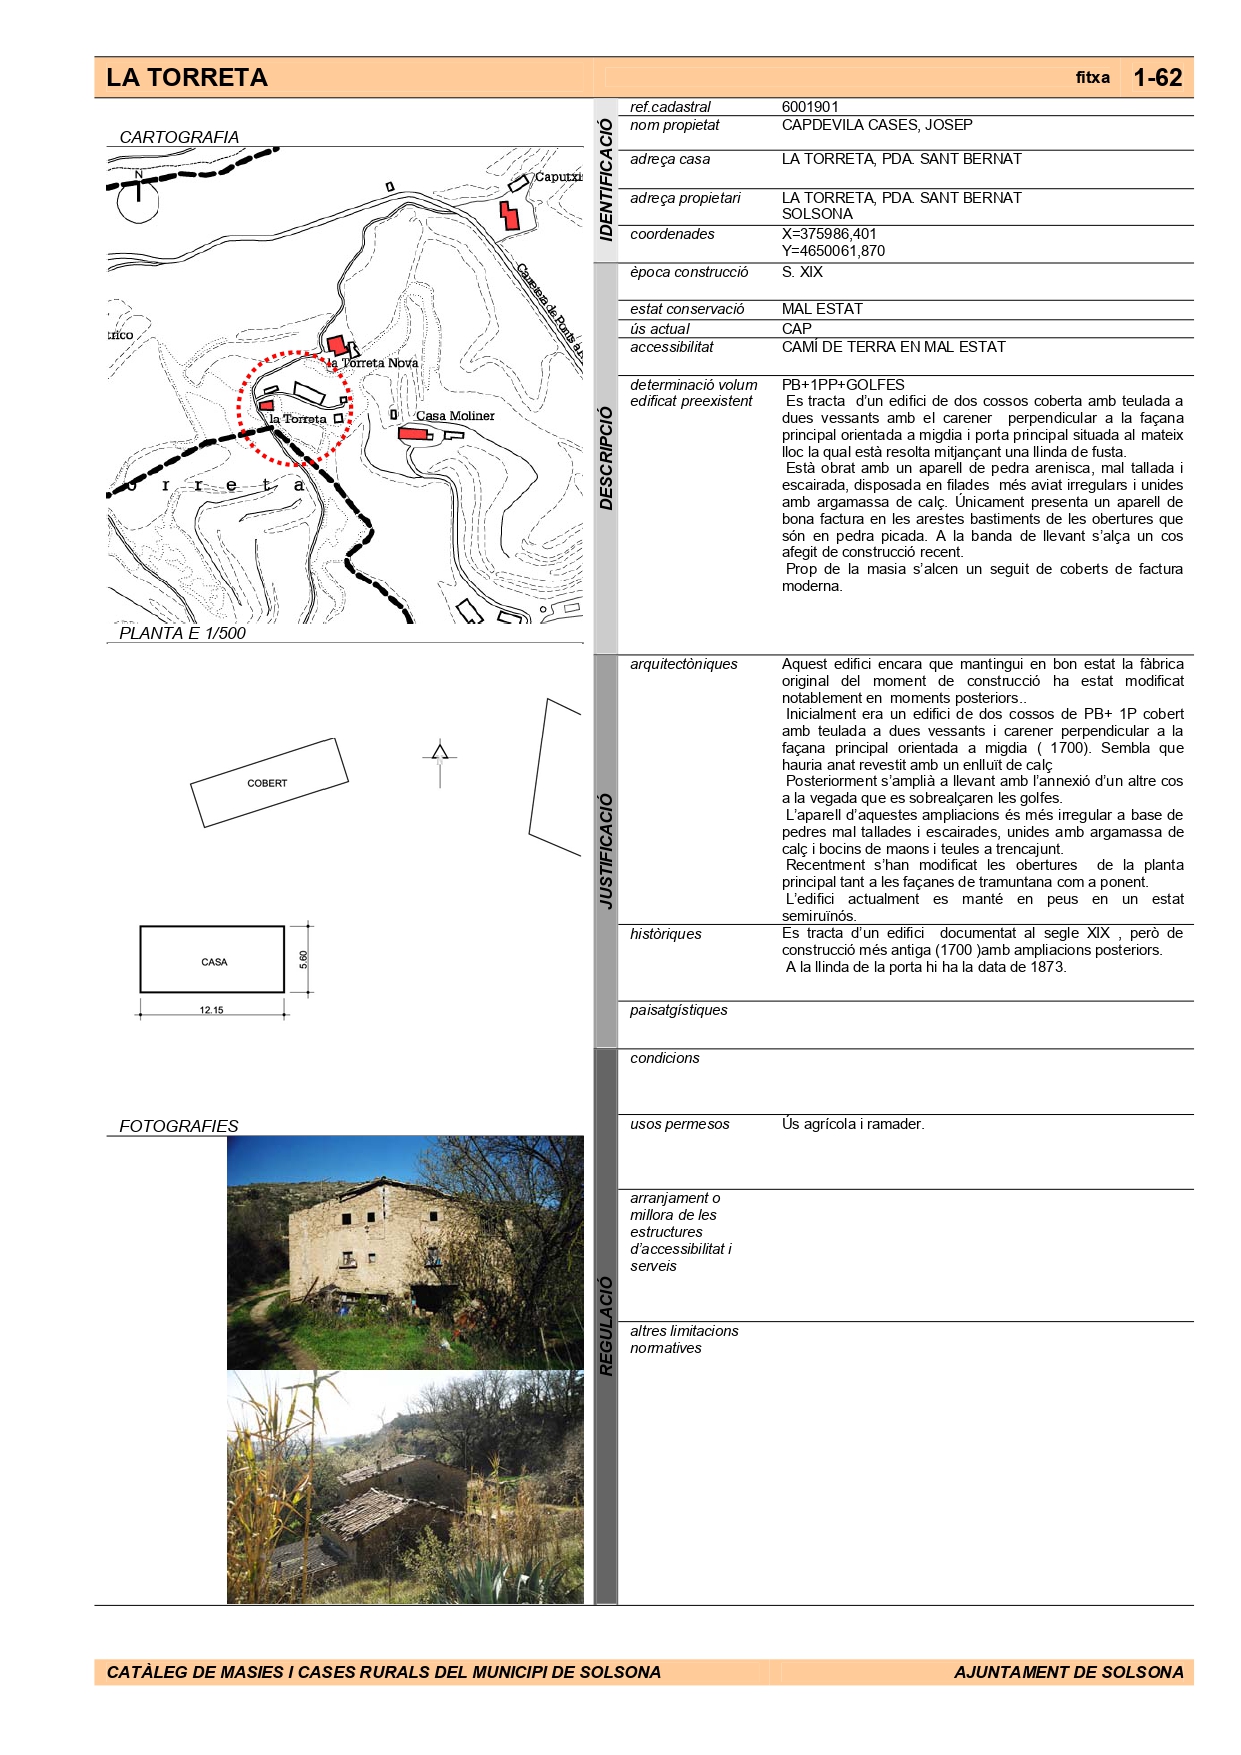 LA TORRETA fitxa 1-62
CARTOGRAFIA
N
Caputxi
Carretera de Ponts a
la Torreta Nova
la Torreta
Casa Moliner
o r r e t a
PLANTA E 1/500
COBERT
CASA
5.60
12.15
FOTOGRAFIES
IDENTIFICACIÓ
ref.cadastral 6001901
nom propietat CAPDEVILA CASES, JOSEP
adreça casa LA TORRETA, PDA. SANT BERNAT
adreça propietari LA TORRETA, PDA. SANT BERNAT
SOLSONA
coordenades X=375986,401
Y=4650061,870
DESCRIPCIÓ
època construcció S. XIX
estat conservació MAL ESTAT
ús actual CAP
accessibilitat CAMÍ DE TERRA EN MAL ESTAT
determinació volum PB+1PP+GOLFES
edificat preexistent Es tracta d’un edifici de dos cossos coberta amb teulada a
dues vessants amb el carener perpendicular a la façana
principal orientada a migdia i porta principal situada al mateix
lloc la qual està resolta mitjançant una llinda de fusta.
Està obrat amb un aparell de pedra arenisca, mal tallada i
escairada, disposada en filades més aviat irregulars i unides
amb argamassa de calç. Únicament presenta un aparell de
bona factura en les arestes bastiments de les obertures que
són en pedra picada. A la banda de llevant s’alça un cos
afegit de construcció recent.
Prop de la masia s’alcen un seguit de coberts de factura
moderna.
JUSTIFICACIÓ
arquitectòniques Aquest edifici encara que mantingui en bon estat la fàbrica
original del moment de construcció ha estat modificat
notablement en moments posteriors..
Inicialment era un edifici de dos cossos de PB+ 1P cobert
amb teulada a dues vessants i carener perpendicular a la
façana principal orientada a migdia ( 1700). Sembla que
hauria anat revestit amb un enlluït de calç
Posteriorment s’amplià a llevant amb l’annexió d’un altre cos
a la vegada que es sobrealçaren les golfes.
L’aparell d’aquestes ampliacions és més irregular a base de
pedres mal tallades i escairades, unides amb argamassa de
calç i bocins de maons i teules a trencajunt.
Recentment s’han modificat les obertures de la planta
principal tant a les façanes de tramuntana com a ponent.
L’edifici actualment es manté en peus en un estat
semiruïnós.
històriques Es tracta d’un edifici documentat al segle XIX , però de
construcció més antiga (1700 )amb ampliacions posteriors.
A la llinda de la porta hi ha la data de 1873.
paisatgístiques
REGULACIÓ
condicions
usos permesos Ús agrícola i ramader.
arranjament o
millora de les
estructures
d’accessibilitat i
serveis
altres limitacions
normatives
CATÀLEG DE MASIES I CASES RURALS DEL MUNICIPI DE SOLSONA AJUNTAMENT DE SOLSONA